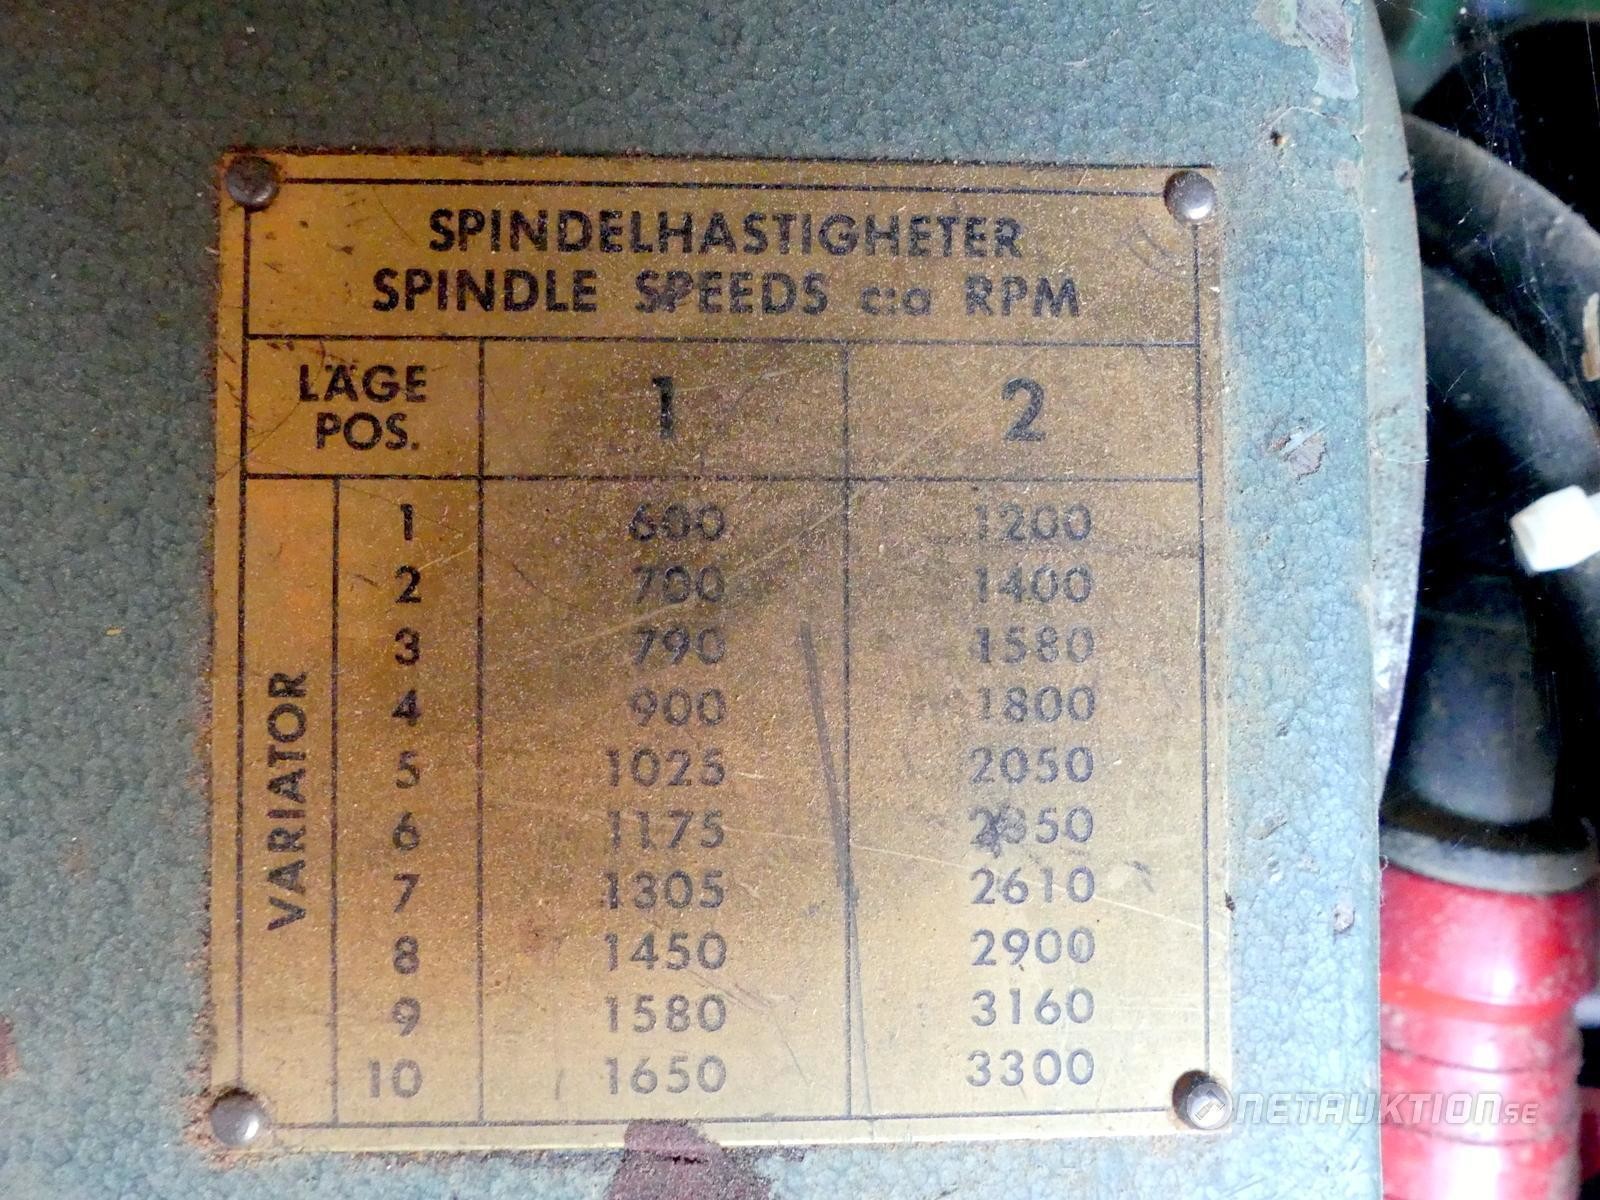 SPINDELHASTIGHETER
SPINDLE SPEEDS c:a RPM
LÄGE POS. 1 2
VARIATOR
1 600 1200
2 700 1400
3 790 1580
4 900 1800
5 1025 2050
6 1175 2350
7 1305 2610
8 1450 2900
9 1580 3160
10 1650 3300
NETAUKTION.SE